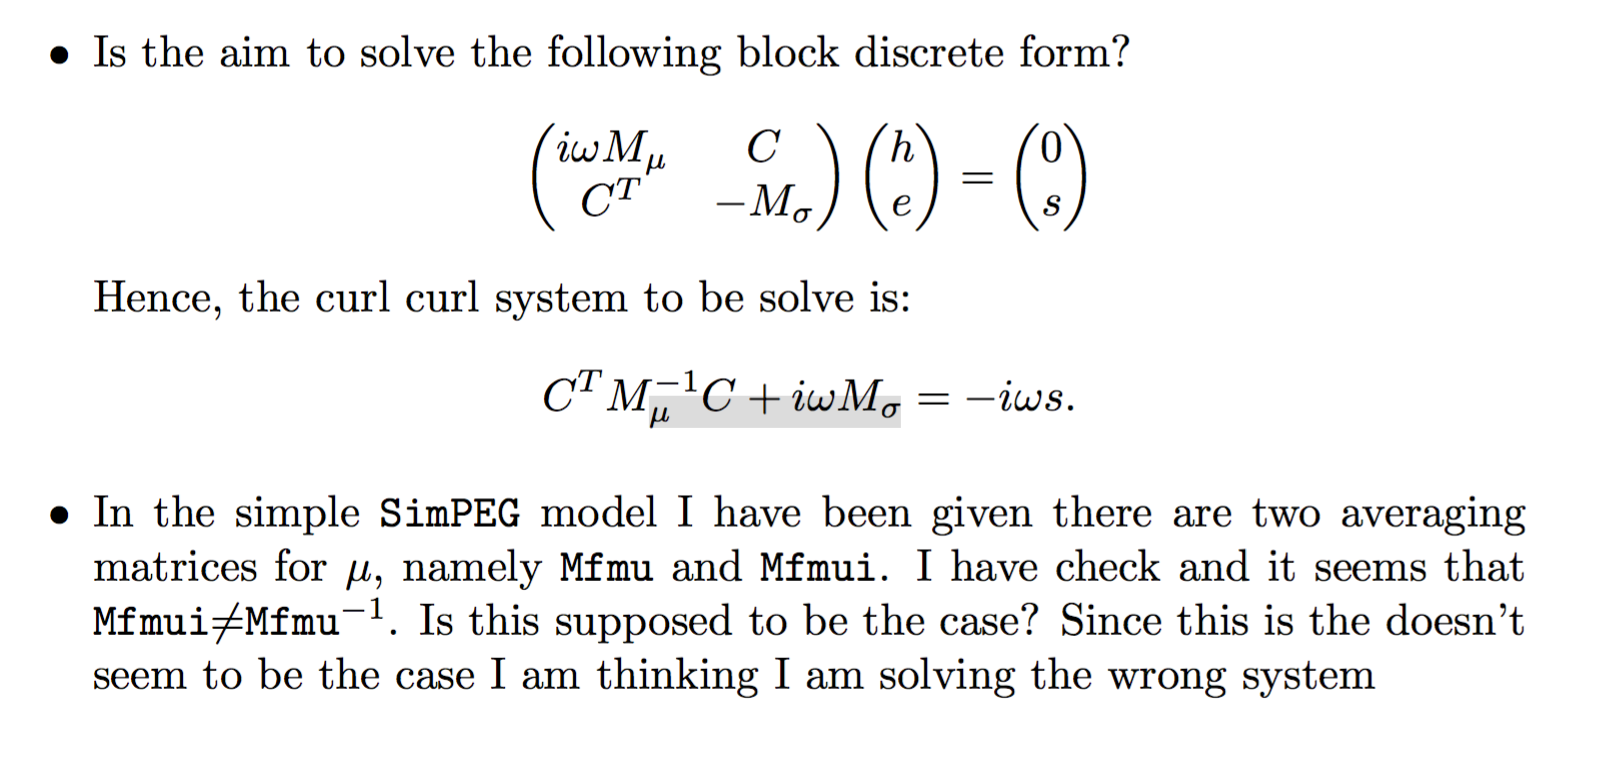 • Is the aim to solve the following block discrete form?
$$\begin{pmatrix} i\omega M_\mu & C \\ C^T & -M_\sigma \end{pmatrix} \begin{pmatrix} h \\ e \end{pmatrix} = \begin{pmatrix} 0 \\ s \end{pmatrix}$$
Hence, the curl curl system to be solve is:
$$C^T M_\mu^{-1} C + i\omega M_\sigma = -i\omega s.$$
• In the simple SimPEG model I have been given there are two averaging
matrices for μ, namely Mfmu and Mfmui. I have check and it seems that
Mfmui≠Mfmu⁻¹. Is this supposed to be the case? Since this is the doesn't
seem to be the case I am thinking I am solving the wrong system